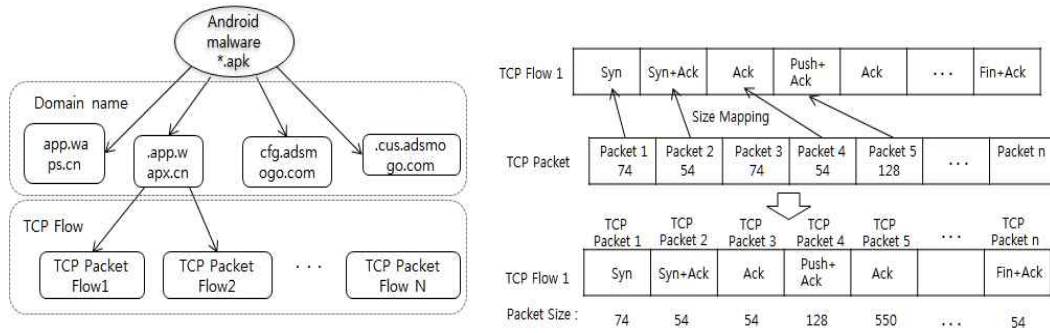 Android
malware
*.apk
Domain name
app.wa
ps.cn
.app.w
apx.cn
cfg.adsm
ogo.com
.cus.adsmo
go.com
TCP Flow
TCP Packet
Flow1
TCP Packet
Flow2
. . .
TCP Packet
Flow N
TCP Flow 1
Syn
Syn+Ack
Ack
Push+
Ack
Ack
. . .
Fin+Ack
Size Mapping
TCP Packet
Packet 1
74
Packet 2
54
Packet 3
74
Packet 4
54
Packet 5
128
. . .
Packet n
TCP
Packet 1
TCP
Packet 2
TCP
Packet 3
TCP
Packet 4
TCP
Packet 5
. . .
TCP
Packet n
TCP Flow 1
Syn
Syn+Ack
Ack
Push+
Ack
Ack
Fin+Ack
Packet Size :
74
54
54
128
550
. . .
54